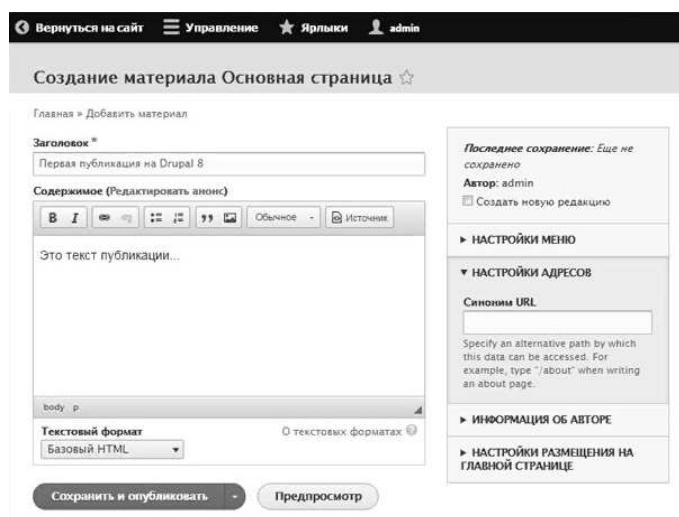 Вернуться на сайт Управление Ярлыки admin
Создание материала Основная страница
Главная » Добавить материал
Заголовок *
Первая публикация на Drupal 8
Содержимое (Редактировать анонс)
B I Обычное Источник
Это текст публикации...
body p
Текстовый формат
О текстовых форматах
Базовый HTML
Сохранить и опубликовать Предпросмотр
Последнее сохранение: Еще не
сохранено
Автор: admin
Создать новую редакцию
НАСТРОЙКИ МЕНЮ
НАСТРОЙКИ АДРЕСОВ
Синоним URL
Specify an alternative path by which
this data can be accessed. For
example, type "/about" when writing
an about page.
ИНФОРМАЦИЯ ОБ АВТОРЕ
НАСТРОЙКИ РАЗМЕЩЕНИЯ НА
ГЛАВНОЙ СТРАНИЦЕ